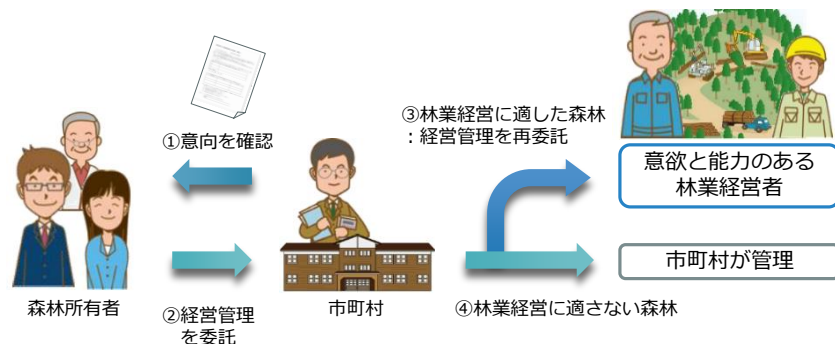 ①意向を確認
森林所有者
②経営管理
を委託
市町村
③林業経営に適した森林
：経営管理を再委託
意欲と能力のある
林業経営者
市町村が管理
④林業経営に適さない森林